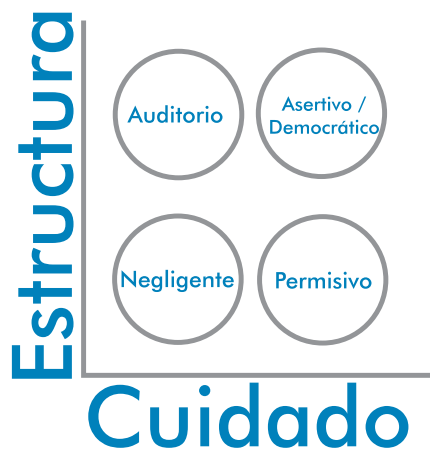 Estructura
Auditorio
Asertivo /
Democrático
Negligente
Permisivo
Cuidado